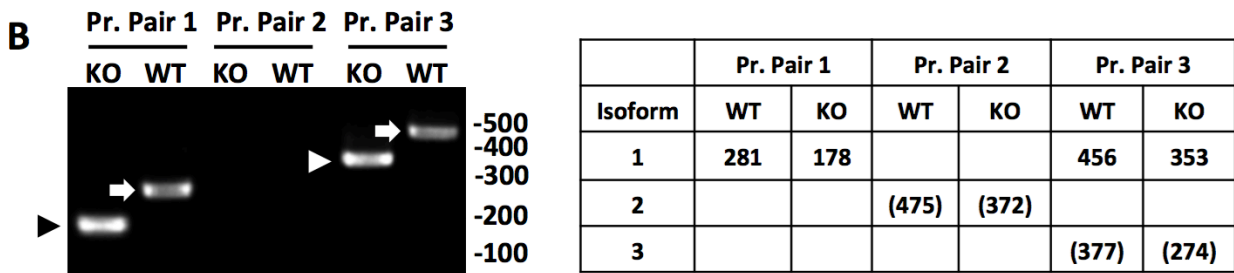 B
Pr. Pair 1 Pr. Pair 2 Pr. Pair 3
KO WT KO WT KO WT
-500
-400
-300
-200
-100
Pr. Pair 1 Pr. Pair 2 Pr. Pair 3
Isoform WT KO WT KO WT KO
1 281 178 456 353
2 (475) (372)
3 (377) (274)